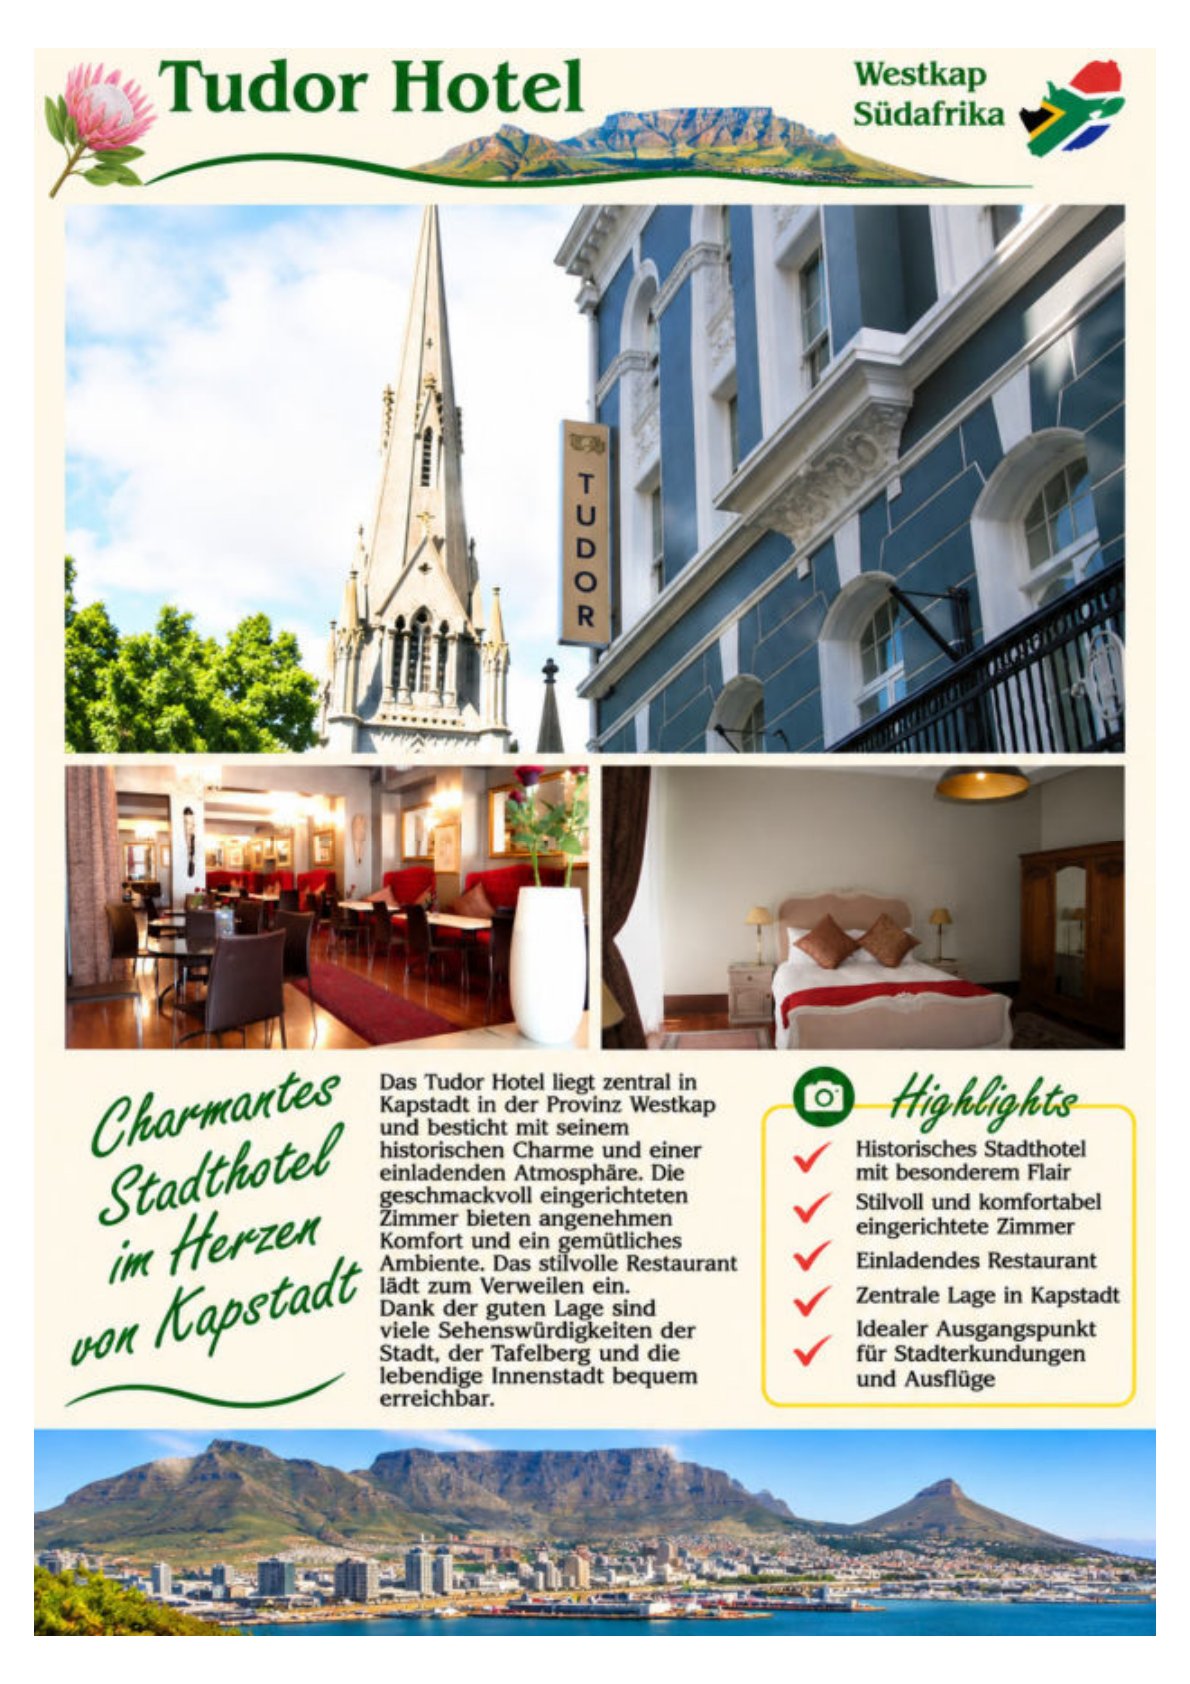 Tudor Hotel
Westkap
Südafrika
TUDOR
Charmantes
Stadthotel
im Herzen
von Kapstadt
Das Tudor Hotel liegt zentral in
Kapstadt in der Provinz Westkap
und besticht mit seinem
historischen Charme und einer
einladenden Atmosphäre. Die
geschmackvoll eingerichteten
Zimmer bieten angenehmen
Komfort und ein gemütliches
Ambiente. Das stilvolle Restaurant
lädt zum Verweilen ein.
Dank der guten Lage sind
viele Sehenswürdigkeiten der
Stadt, der Tafelberg und die
lebendige Innenstadt bequem
erreichbar.
Highlights
Historisches Stadthotel
mit besonderem Flair
Stilvoll und komfortabel
eingerichtete Zimmer
Einladendes Restaurant
Zentrale Lage in Kapstadt
Idealer Ausgangspunkt
für Stadterkundungen
und Ausflüge